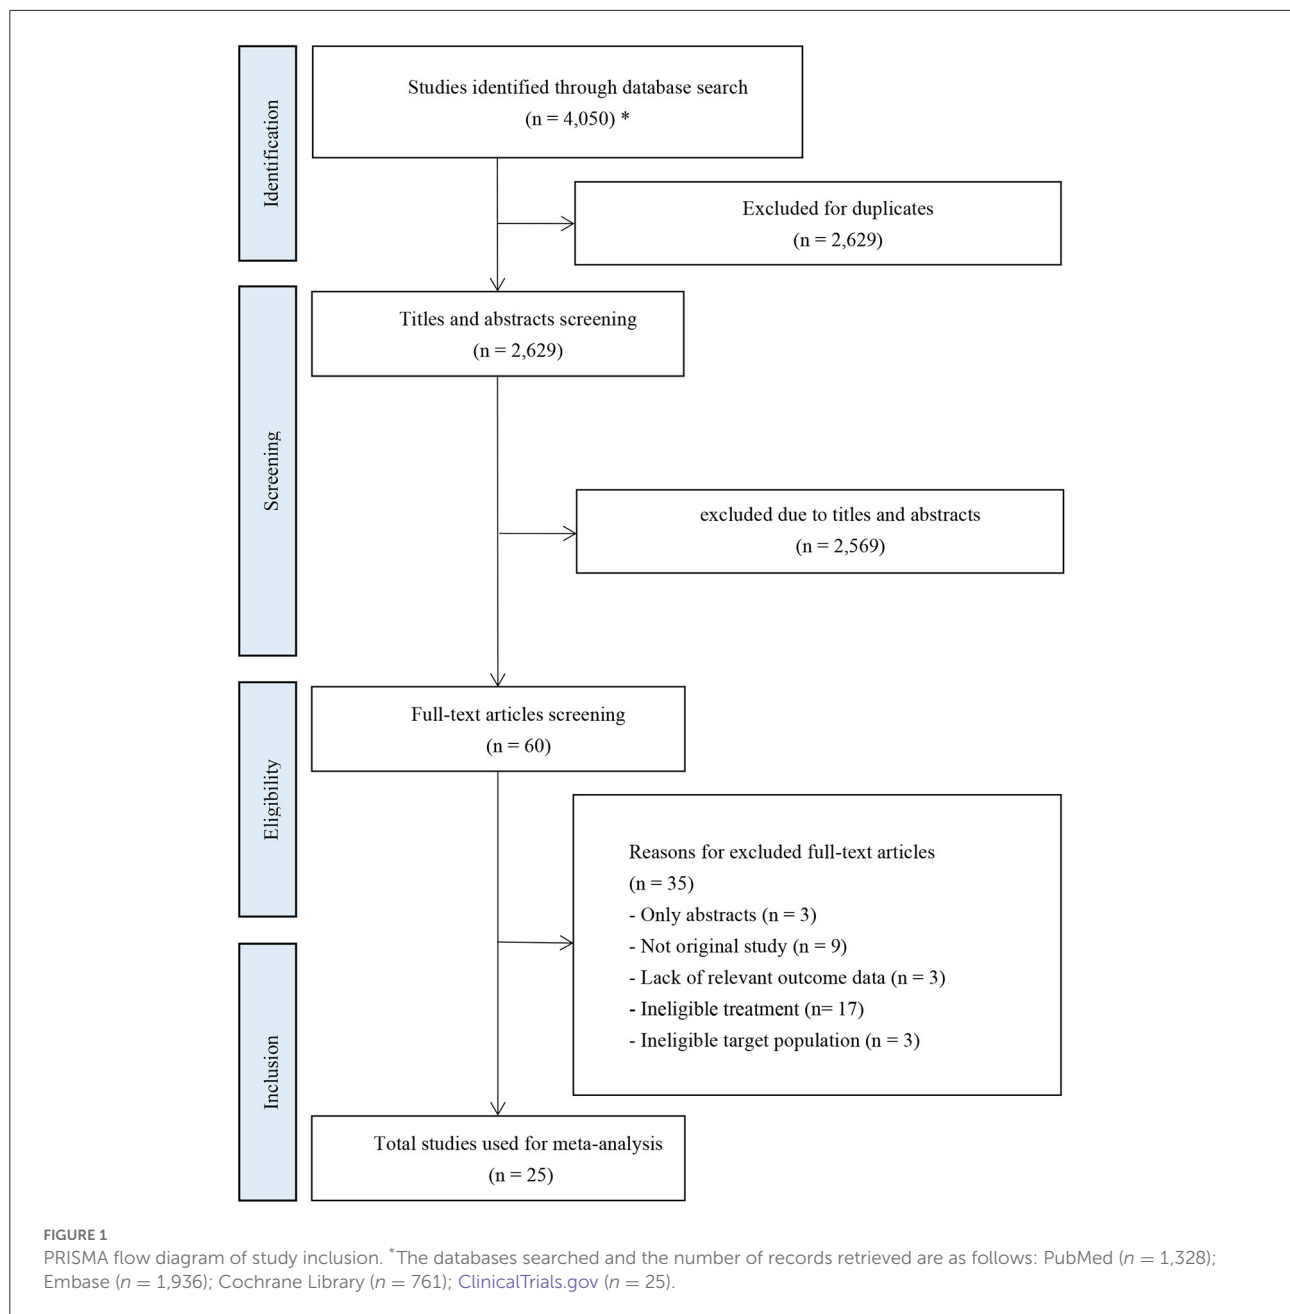 Identification
Studies identified through database search
(n = 4,050) *
Excluded for duplicates
(n = 2,629)
Screening
Titles and abstracts screening
(n = 2,629)
excluded due to titles and abstracts
(n = 2,569)
Eligibility
Full-text articles screening
(n = 60)
Reasons for excluded full-text articles
(n = 35)
- Only abstracts (n = 3)
- Not original study (n = 9)
- Lack of relevant outcome data (n = 3)
- Ineligible treatment (n= 17)
- Ineligible target population (n = 3)
Inclusion
Total studies used for meta-analysis
(n = 25)
FIGURE 1
PRISMA flow diagram of study inclusion. *The databases searched and the number of records retrieved are as follows: PubMed (n = 1,328);
Embase (n = 1,936); Cochrane Library (n = 761); ClinicalTrials.gov (n = 25).